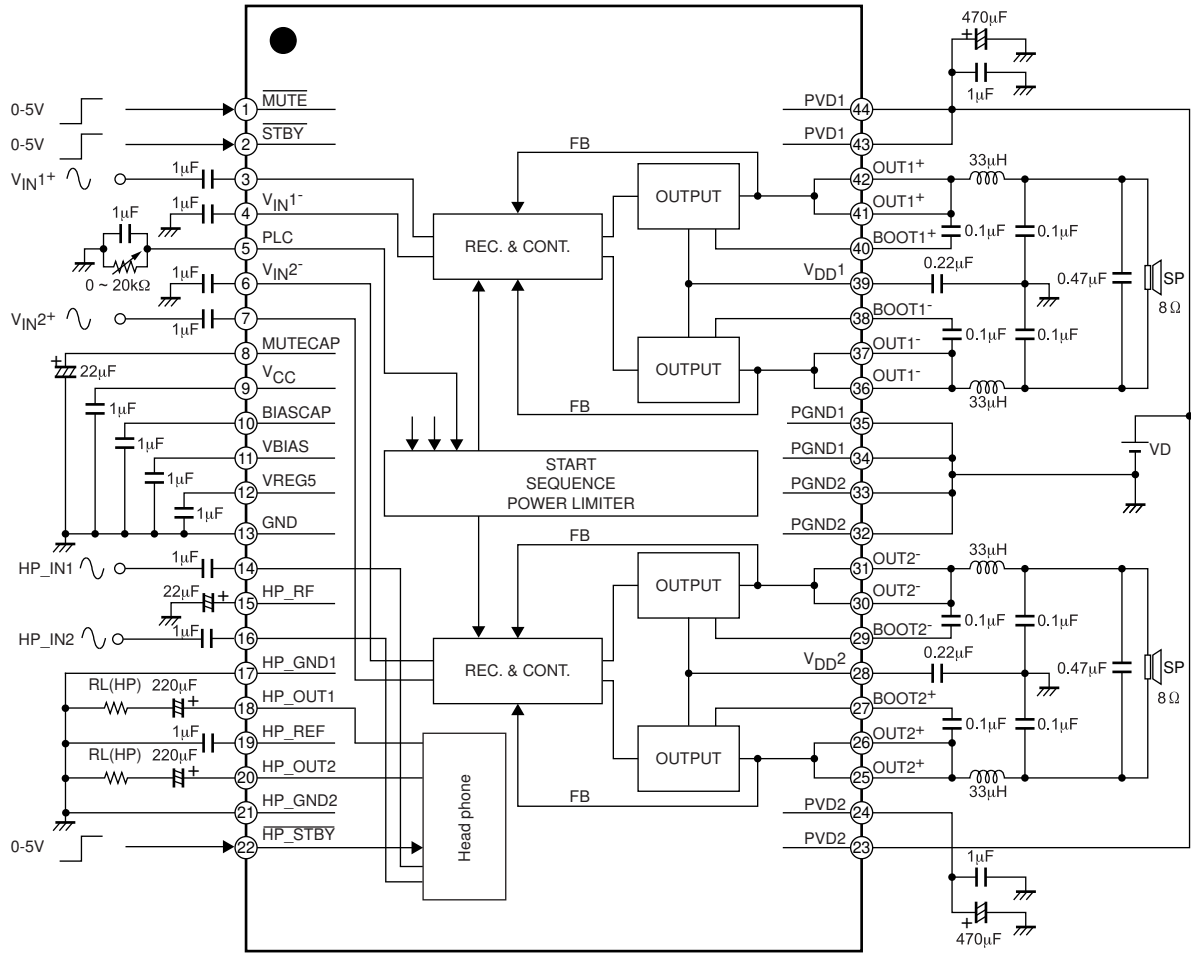 470µF
1µF
0-5V
1
MUTE
PVD1
44
0-5V
2
STBY
PVD1
43
FB
VIN1+
1µF
3
OUTPUT
OUT1+
42
33µH
1µF
4
VIN1-
OUT1+
41
1µF
5
PLC
REC. & CONT.
BOOT1+
40
0.1µF
0.1µF
0 ~ 20kΩ
6
VIN2-
1µF
VDD1
39
0.22µF
0.47µF
SP
8Ω
VIN2+
1µF
7
BOOT1-
38
0.1µF
0.1µF
8
MUTECAP
22µF
OUTPUT
OUT1-
37
9
VCC
1µF
OUT1-
36
33µH
FB
10
BIASCAP
1µF
PGND1
35
11
VBIAS
1µF
START
SEQUENCE
POWER LIMITER
PGND1
34
VD
12
VREG5
1µF
PGND2
33
13
GND
PGND2
32
FB
HP_IN1
1µF
14
OUTPUT
OUT2-
31
33µH
22µF
15
HP_RF
OUT2-
30
0.1µF
0.1µF
HP_IN2
1µF
16
BOOT2-
29
17
HP_GND1
REC. & CONT.
VDD2
28
0.22µF
0.47µF
SP
8Ω
RL(HP)
220µF
18
HP_OUT1
BOOT2+
27
0.1µF
0.1µF
1µF
19
HP_REF
OUTPUT
OUT2+
26
RL(HP)
220µF
20
HP_OUT2
OUT2+
25
33µH
FB
21
HP_GND2
PVD2
24
0-5V
22
HP_STBY
Head phone
PVD2
23
1µF
470µF